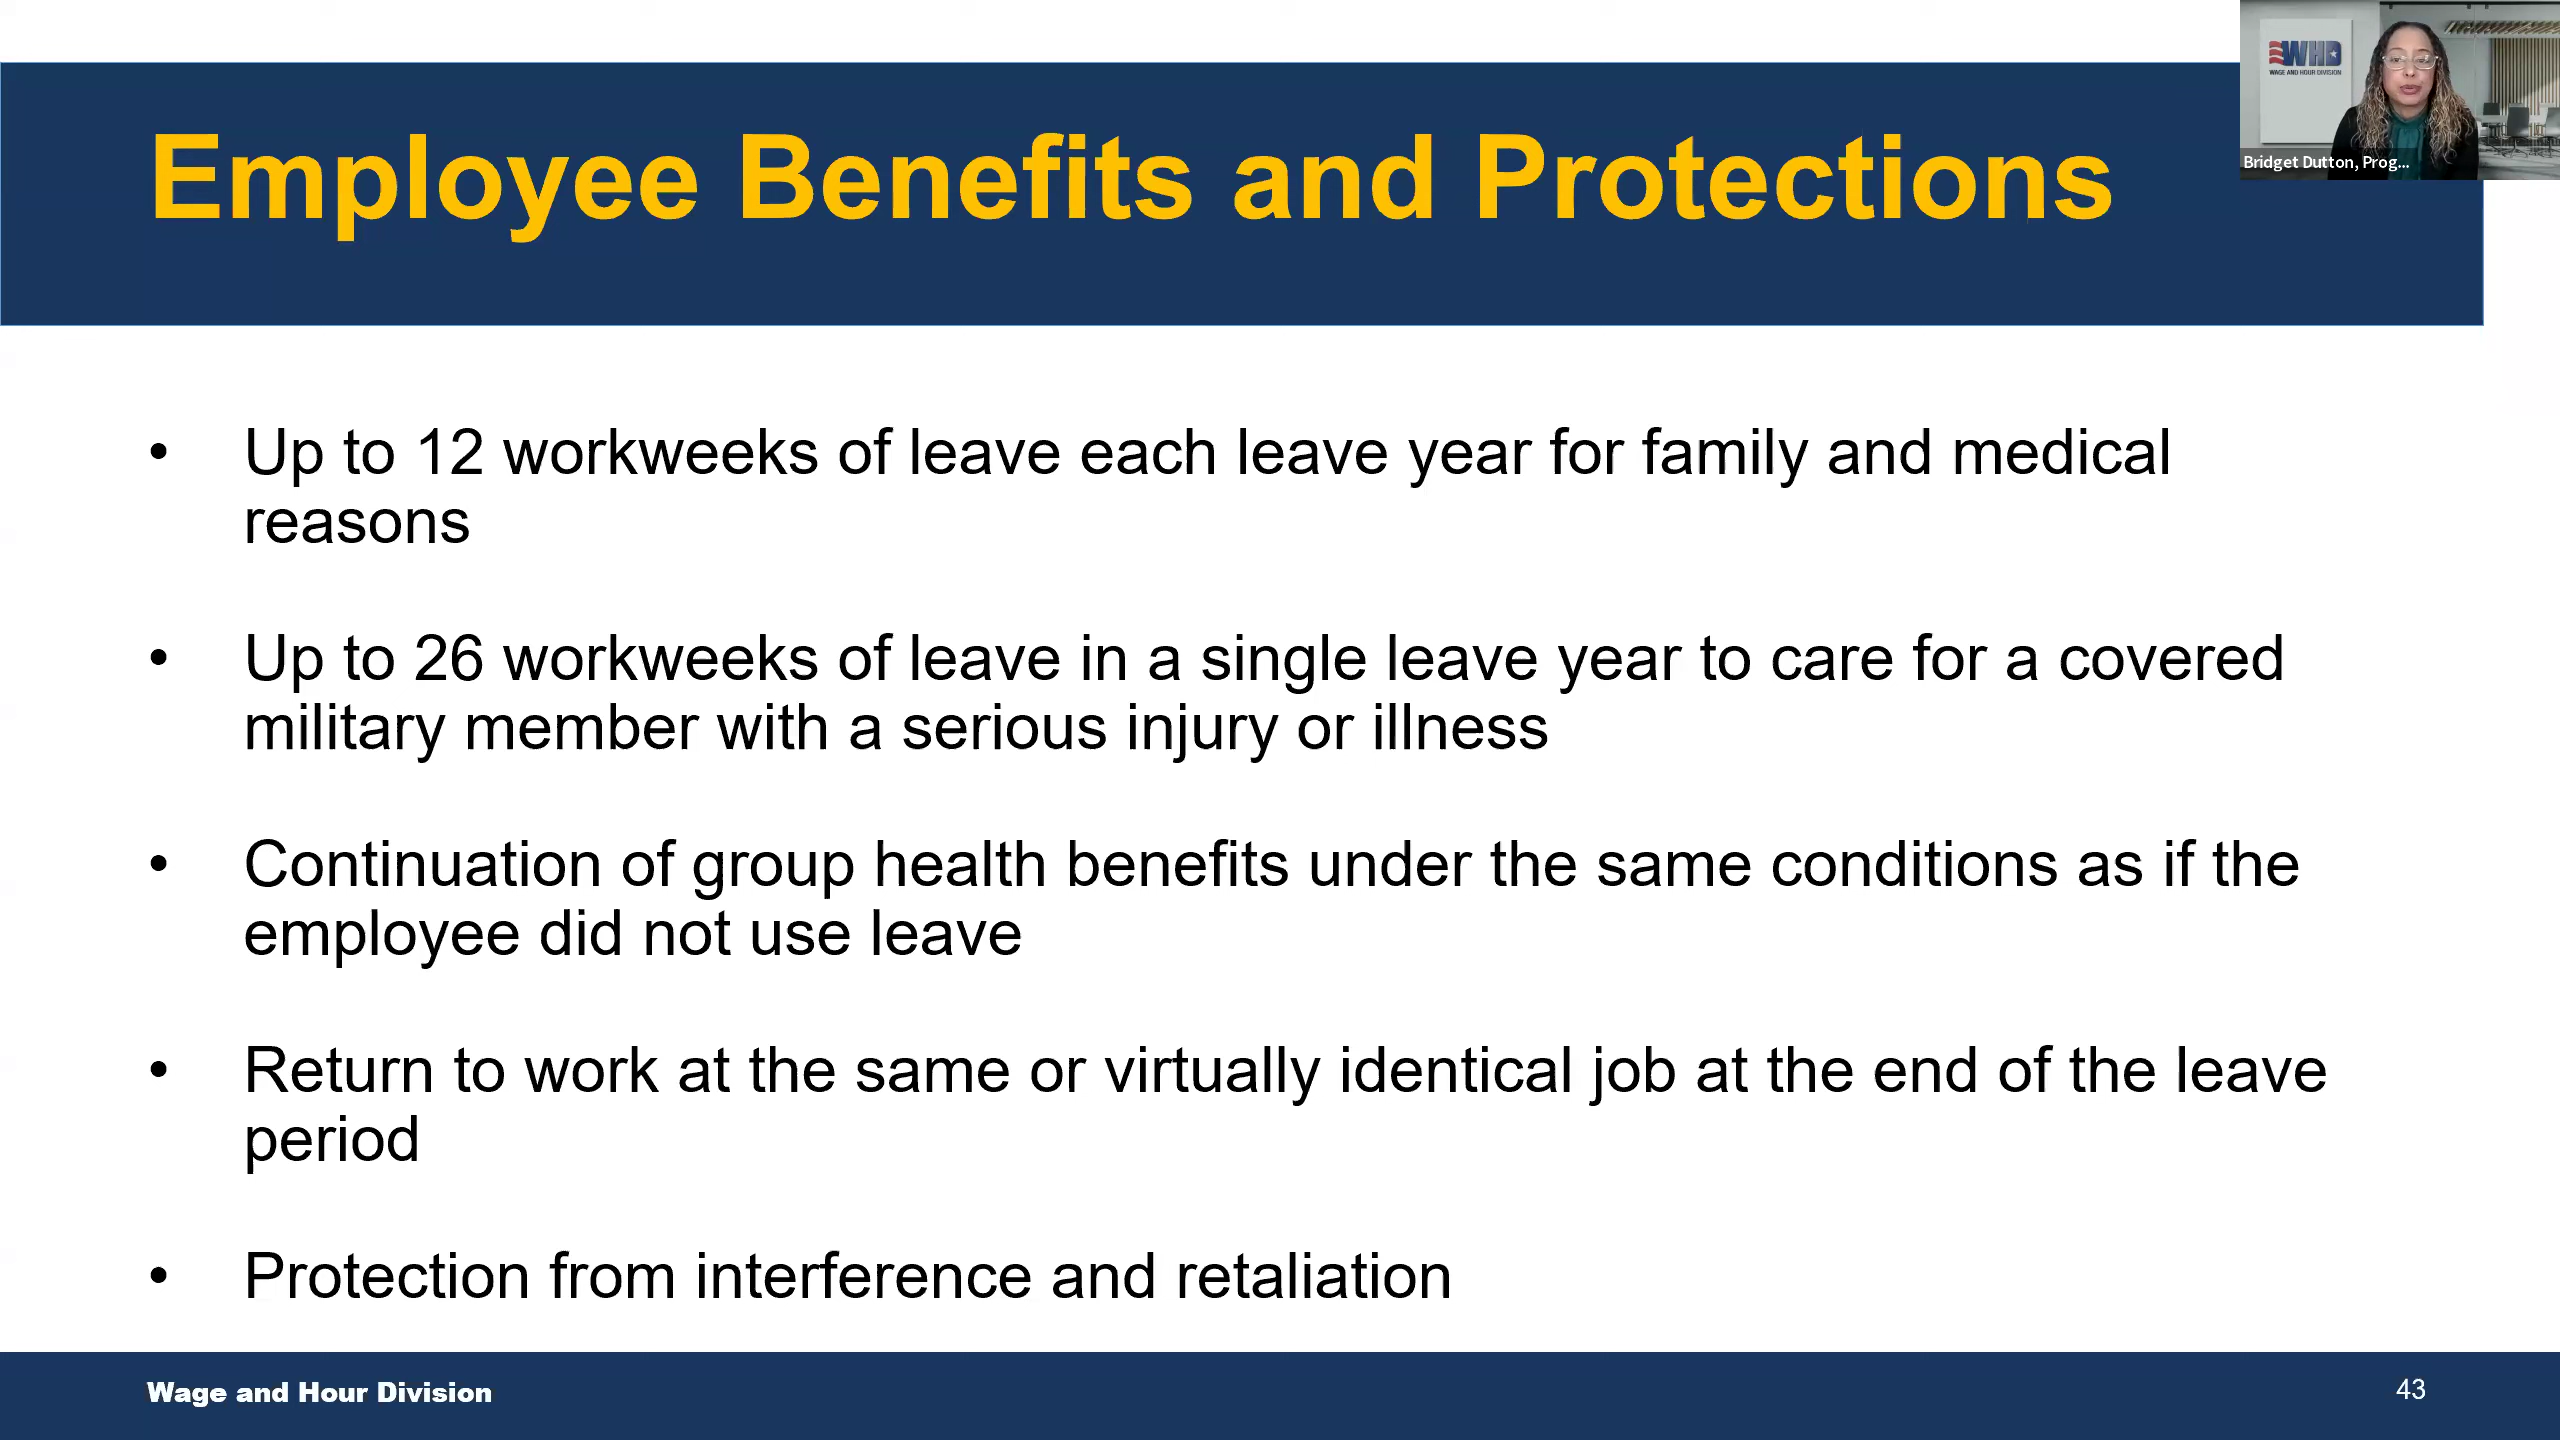 WHD
WAGE AND HOUR DIVISION
Bridget Dutton, Prog...
Employee Benefits and Protections
• Up to 12 workweeks of leave each leave year for family and medical
reasons
• Up to 26 workweeks of leave in a single leave year to care for a covered
military member with a serious injury or illness
• Continuation of group health benefits under the same conditions as if the
employee did not use leave
• Return to work at the same or virtually identical job at the end of the leave
period
• Protection from interference and retaliation
Wage and Hour Division
43